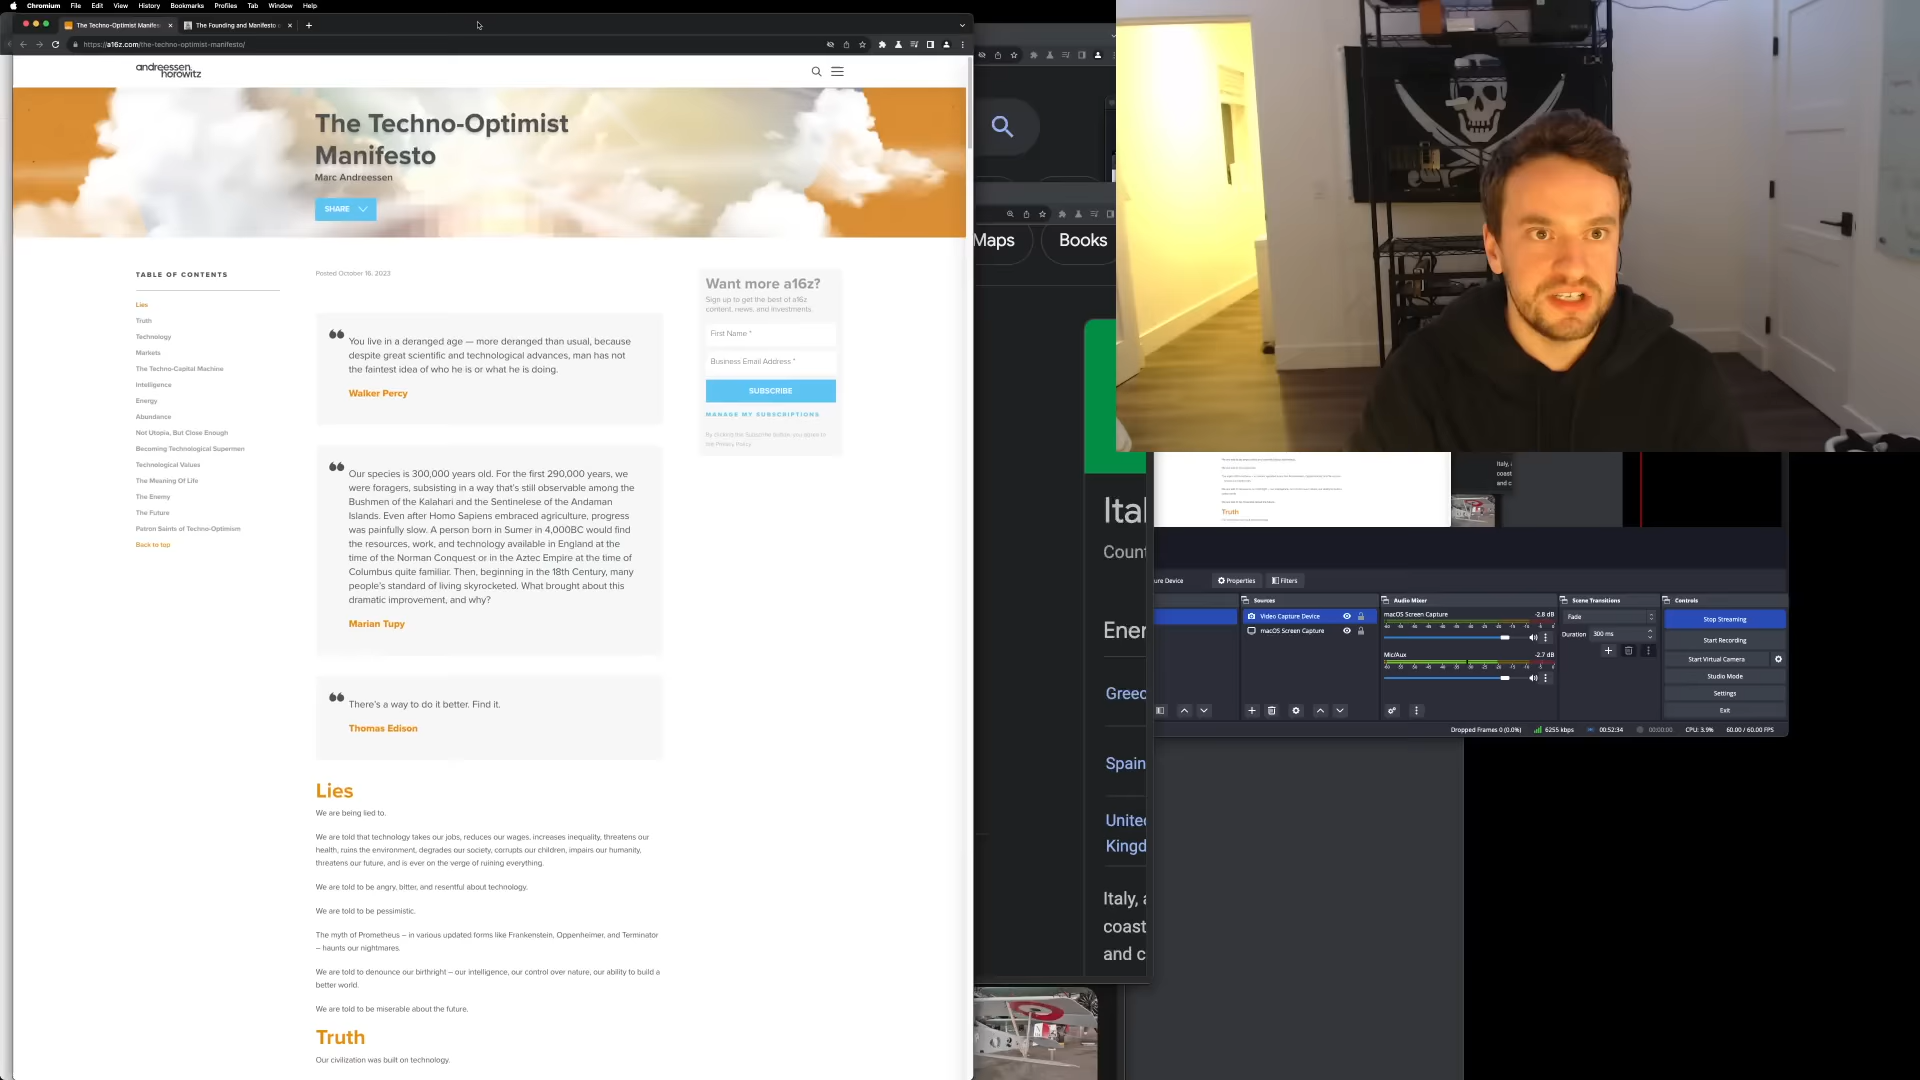 Chromium File Edit View History Bookmarks Profiles Tab Window Help
The Techno-Optimist Manifes
The Founding and Manifesto
https://a16z.com/the-techno-optimist-manifesto/
andreessen.
horowitz
The Techno-Optimist
Manifesto
Marc Andreessen
SHARE
TABLE OF CONTENTS
Lies
Truth
Technology
Markets
The Techno-Capital Machine
Intelligence
Energy
Abundance
Not Utopia, But Close Enough
Becoming Technological Supermen
Technological Values
The Meaning Of Life
The Enemy
The Future
Patron Saints of Techno-Optimism
Back to top
Posted October 16, 2023
You live in a deranged age — more deranged than usual, because
despite great scientific and technological advances, man has not
the faintest idea of who he is or what he is doing.
Walker Percy
Our species is 300,000 years old. For the first 290,000 years, we
were foragers, subsisting in a way that's still observable among the
Bushmen of the Kalahari and the Sentinelese of the Andaman
Islands. Even after Homo Sapiens embraced agriculture, progress
was painfully slow. A person born in Sumer in 4,000BC would find
the resources, work, and technology available in England at the
time of the Norman Conquest or in the Aztec Empire at the time of
Columbus quite familiar. Then, beginning in the 18th Century, many
people's standard of living skyrocketed. What brought about this
dramatic improvement, and why?
Marian Tupy
There's a way to do it better. Find it.
Thomas Edison
Lies
We are being lied to.
We are told that technology takes our jobs, reduces our wages, increases inequality, threatens our
health, ruins the environment, degrades our society, corrupts our children, impairs our humanity,
threatens our future, and is ever on the verge of ruining everything.
We are told to be angry, bitter, and resentful about technology.
We are told to be pessimistic.
The myth of Prometheus – in various updated forms like Frankenstein, Oppenheimer, and Terminator
– haunts our nightmares.
We are told to denounce our birthright – our intelligence, our control over nature, our ability to build a
better world.
We are told to be miserable about the future.
Truth
Our civilization was built on technology.
Want more a16z?
Sign up to get the best of a16z
content, news, and investments.
First Name *
Business Email Address *
SUBSCRIBE
MANAGE MY SUBSCRIPTIONS
By clicking the Subscribe button, you agree to
the Privacy Policy.
Maps
Books
Ital
Count
Ener
Greec
Spain
Unitec
Kingd
Italy, a
coast
and c
Italy,
coast
and c
Truth
ure Device
Properties
Filters
Sources
Video Capture Device
macOS Screen Capture
Audio Mixer
macOS Screen Capture
-2.8 dB
Mic/Aux
-2.7 dB
Scene Transitions
Fade
Duration 300 ms
Controls
Stop Streaming
Start Recording
Start Virtual Camera
Studio Mode
Settings
Exit
Dropped Frames 0 (0.0%) 6255 kbps 00:52:34 00:00:00 CPU: 3.9% 60.00 / 60.00 FPS